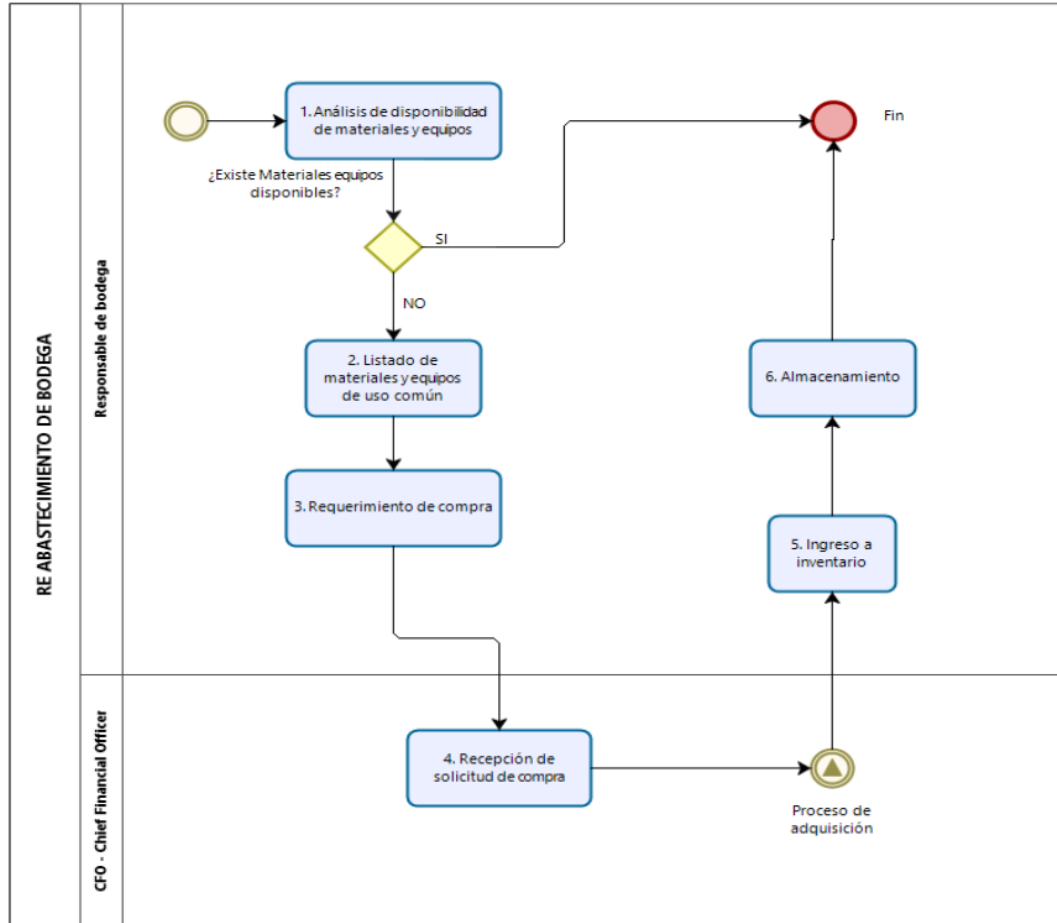 RE ABASTECIMIENTO DE BODEGA
Responsable de bodega
1. Análisis de disponibilidad
de materiales y equipos
Fin
¿Existe Materiales equipos
disponibles?
SI
NO
2. Listado de
materiales y equipos
de uso común
6. Almacenamiento
3. Requerimiento de compra
5. Ingreso a
inventario
CFO - Chief Financial Officer
4. Recepción de
solicitud de compra
Proceso de
adquisición